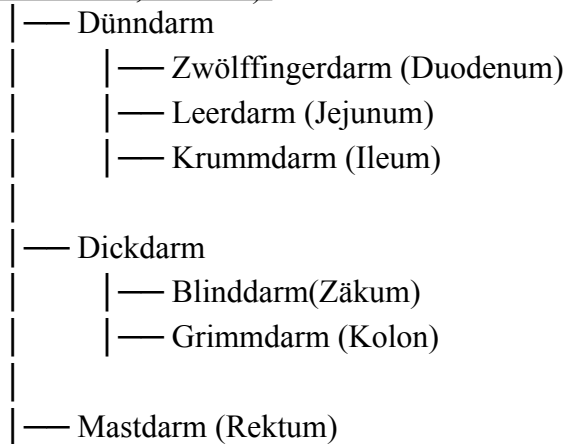 Dünndarm
Zwölffingerdarm (Duodenum)
Leerdarm (Jejunum)
Krummdarm (Ileum)
Dickdarm
Blinddarm(Zäkum)
Grimmdarm (Kolon)
Mastdarm (Rektum)